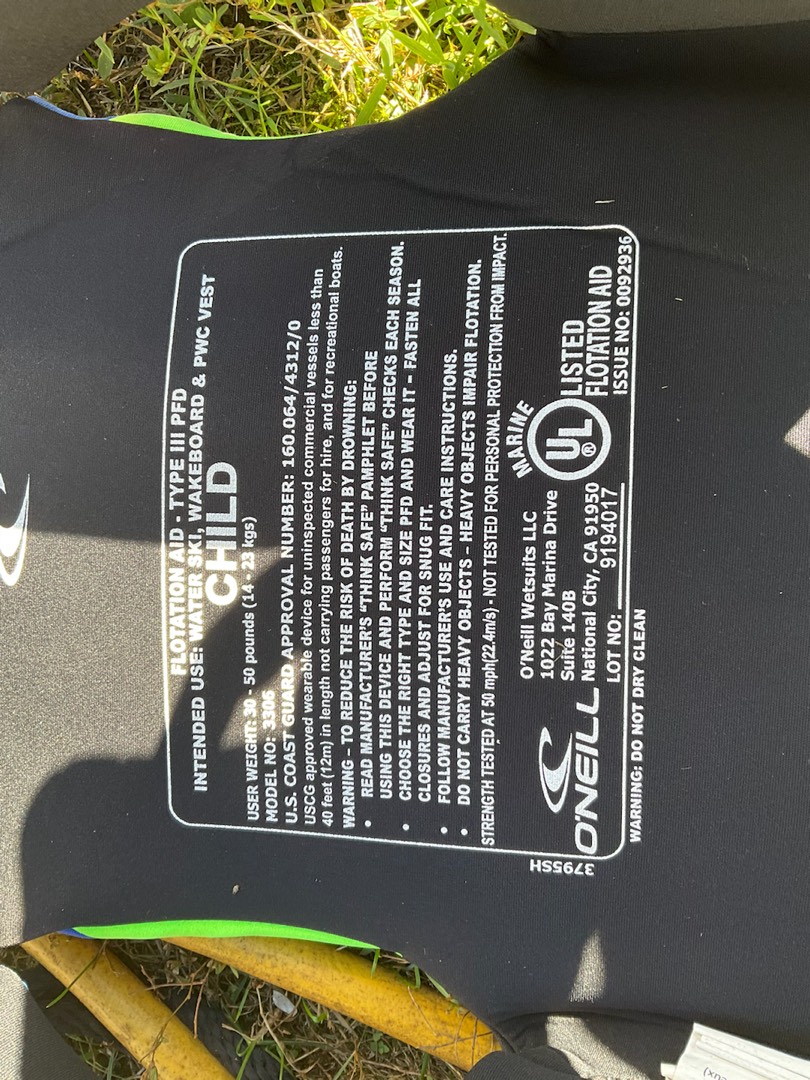 FLOTATION AID - TYPE III PFD
INTENDED USE: WATER SKI, WAKEBOARD & PWC VEST
CHILD
USER WEIGHT: 30 - 50 pounds (14 - 23 kgs)
MODEL NO: 3306
U.S. COAST GUARD APPROVAL NUMBER: 160.064/4312/0
USCG approved wearable device for uninspected commercial vessels less than
40 feet (12m) in length not carrying passengers for hire, and for recreational boats.
WARNING - TO REDUCE THE RISK OF DEATH BY DROWNING:
• READ MANUFACTURER'S "THINK SAFE" PAMPHLET BEFORE
USING THIS DEVICE AND PERFORM "THINK SAFE" CHECKS EACH SEASON.
• CHOOSE THE RIGHT TYPE AND SIZE PFD AND WEAR IT - FASTEN ALL
CLOSURES AND ADJUST FOR SNUG FIT.
• FOLLOW MANUFACTURER'S USE AND CARE INSTRUCTIONS.
• DO NOT CARRY HEAVY OBJECTS - HEAVY OBJECTS IMPAIR FLOTATION.
STRENGTH TESTED AT 50 mph(22.4m/s) - NOT TESTED FOR PERSONAL PROTECTION FROM IMPACT.
O'NEILL
O'Neill Wetsuits LLC
1022 Bay Marina Drive
Suite 140B
National City, CA 91950
LOT NO: 9194017
MARINE
UL ®
LISTED
FLOTATION AID
ISSUE NO: 0092936
WARNING: DO NOT DRY CLEAN
3795SH